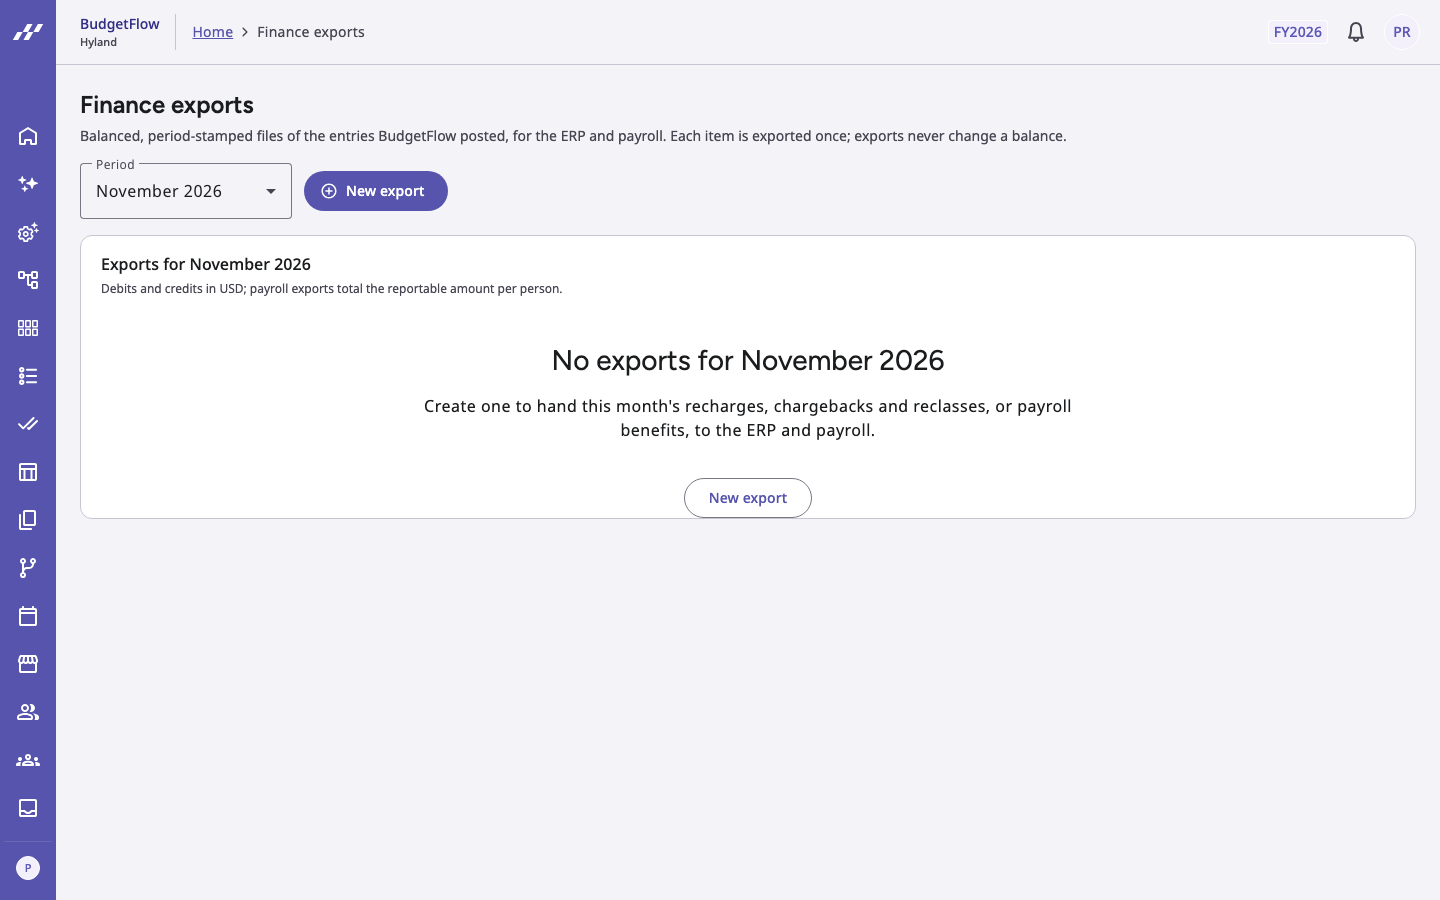 BudgetFlow
Hyland
Home > Finance exports
FY2026
PR
Finance exports
Balanced, period-stamped files of the entries BudgetFlow posted, for the ERP and payroll. Each item is exported once; exports never change a balance.
Period
November 2026
New export
Exports for November 2026
Debits and credits in USD; payroll exports total the reportable amount per person.
No exports for November 2026
Create one to hand this month's recharges, chargebacks and reclasses, or payroll
benefits, to the ERP and payroll.
New export
P